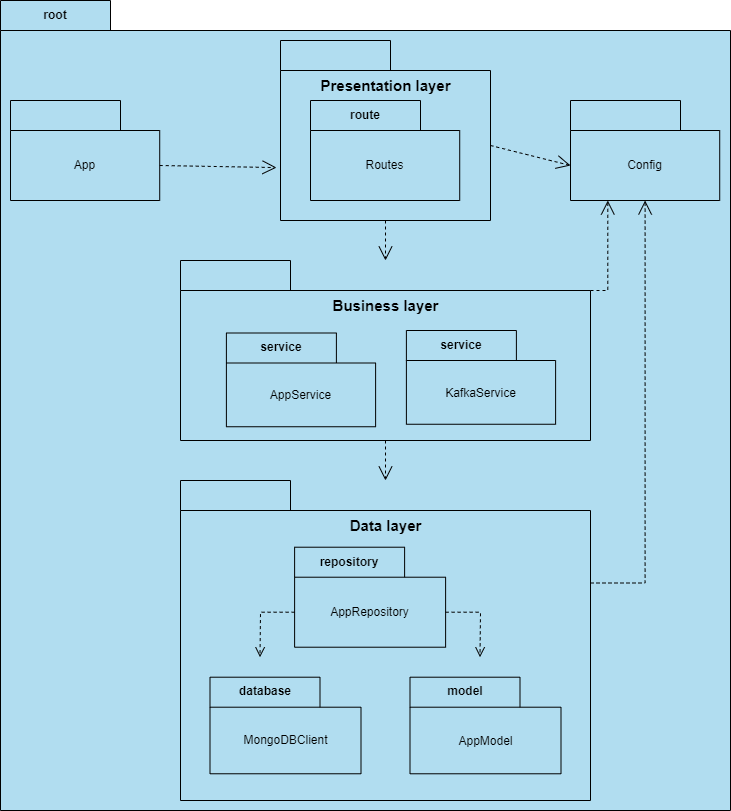 root
Presentation layer
route
App
Routes
Config
Business layer
service
service
AppService
KafkaService
Data layer
repository
AppRepository
database
model
MongoDBClient
AppModel